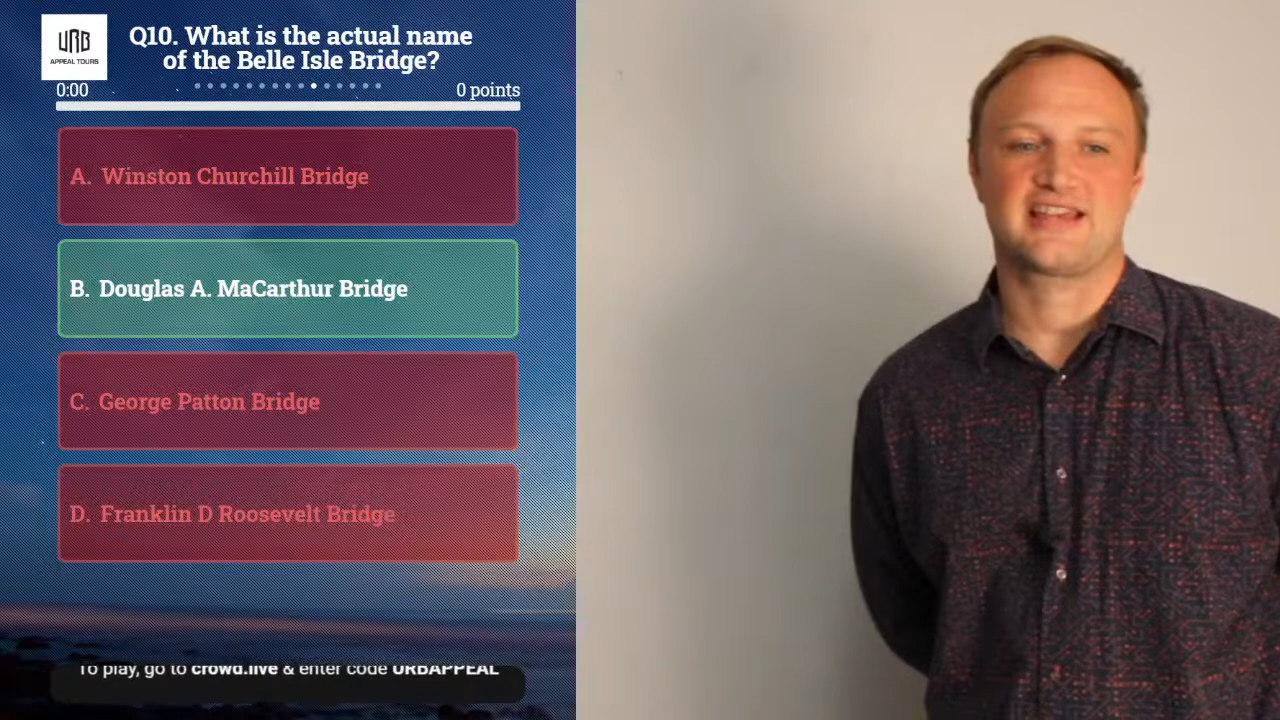 URB
APPEAL TOURS
Q10. What is the actual name
of the Belle Isle Bridge?
0:00
0 points
A. Winston Churchill Bridge
B. Douglas A. MaCarthur Bridge
C. George Patton Bridge
D. Franklin D Roosevelt Bridge
To play, go to crowd.live & enter code URBAPPEAL